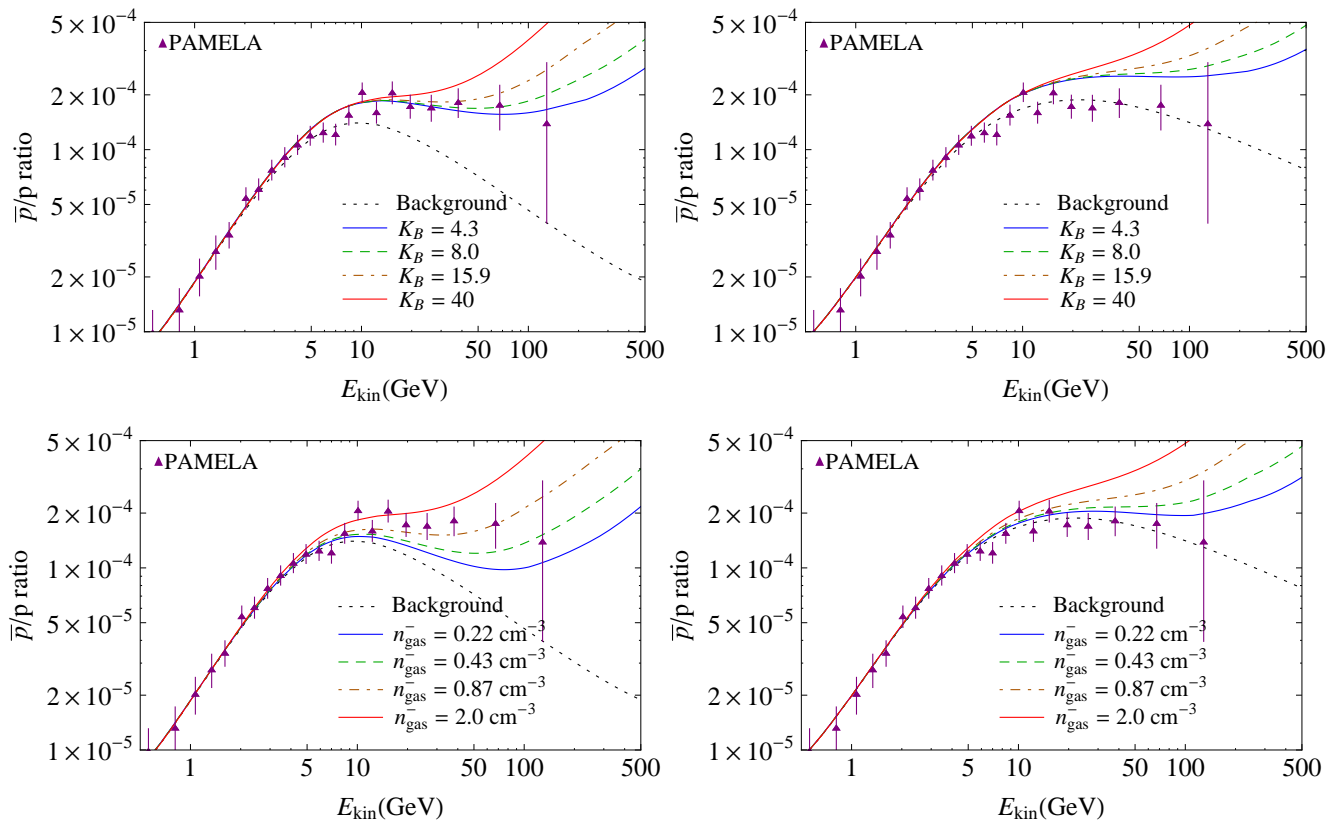 5×10⁻⁴
2×10⁻⁴
1×10⁻⁴
5×10⁻⁵
2×10⁻⁵
1×10⁻⁵
p̅/p ratio
▲PAMELA
Background
K_B = 4.3
K_B = 8.0
K_B = 15.9
K_B = 40
1 5 10 50 100 500
E_kin(GeV)
5×10⁻⁴
2×10⁻⁴
1×10⁻⁴
5×10⁻⁵
2×10⁻⁵
1×10⁻⁵
p̅/p ratio
▲PAMELA
Background
K_B = 4.3
K_B = 8.0
K_B = 15.9
K_B = 40
1 5 10 50 100 500
E_kin(GeV)
5×10⁻⁴
2×10⁻⁴
1×10⁻⁴
5×10⁻⁵
2×10⁻⁵
1×10⁻⁵
p̅/p ratio
▲PAMELA
Background
n⁻_gas = 0.22 cm⁻³
n⁻_gas = 0.43 cm⁻³
n⁻_gas = 0.87 cm⁻³
n⁻_gas = 2.0 cm⁻³
1 5 10 50 100 500
E_kin(GeV)
5×10⁻⁴
2×10⁻⁴
1×10⁻⁴
5×10⁻⁵
2×10⁻⁵
1×10⁻⁵
p̅/p ratio
▲PAMELA
Background
n⁻_gas = 0.22 cm⁻³
n⁻_gas = 0.43 cm⁻³
n⁻_gas = 0.87 cm⁻³
n⁻_gas = 2.0 cm⁻³
1 5 10 50 100 500
E_kin(GeV)